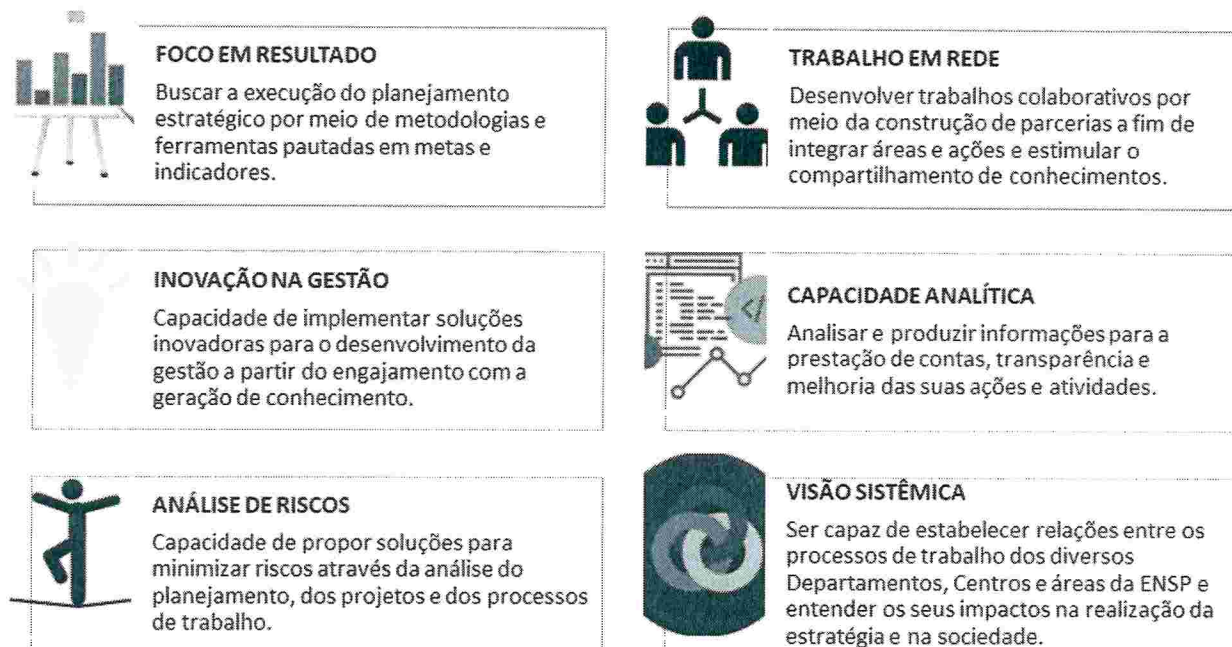 FOCO EM RESULTADO
Buscar a execução do planejamento
estratégico por meio de metodologias e
ferramentas pautadas em metas e
indicadores.
TRABALHO EM REDE
Desenvolver trabalhos colaborativos por
meio da construção de parcerias a fim de
integrar áreas e ações e estimular o
compartilhamento de conhecimentos.
INOVAÇÃO NA GESTÃO
Capacidade de implementar soluções
inovadoras para o desenvolvimento da
gestão a partir do engajamento com a
geração de conhecimento.
CAPACIDADE ANALÍTICA
Analisar e produzir informações para a
prestação de contas, transparência e
melhoria das suas ações e atividades.
ANÁLISE DE RISCOS
Capacidade de propor soluções para
minimizar riscos através da análise do
planejamento, dos projetos e dos processos
de trabalho.
VISÃO SISTÊMICA
Ser capaz de estabelecer relações entre os
processos de trabalho dos diversos
Departamentos, Centros e áreas da ENSP e
entender os seus impactos na realização da
estratégia e na sociedade.